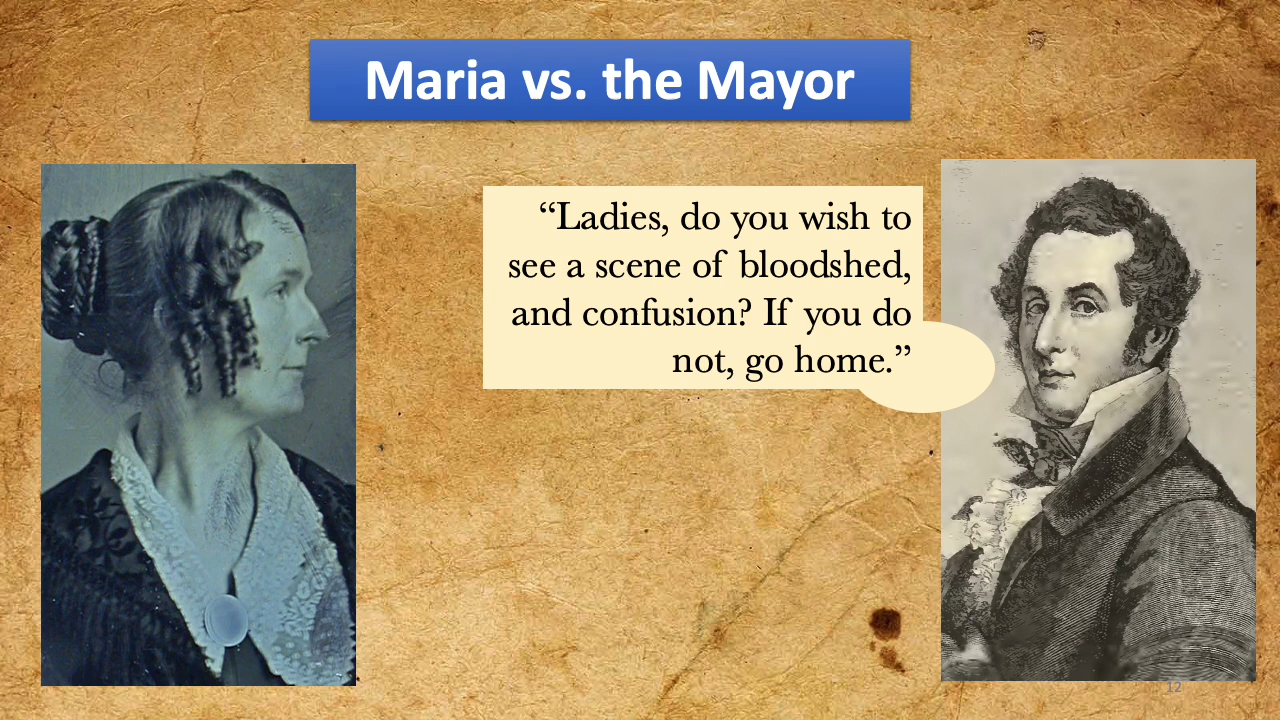 Maria vs. the Mayor
“Ladies, do you wish to
see a scene of bloodshed,
and confusion? If you do
not, go home.”
12